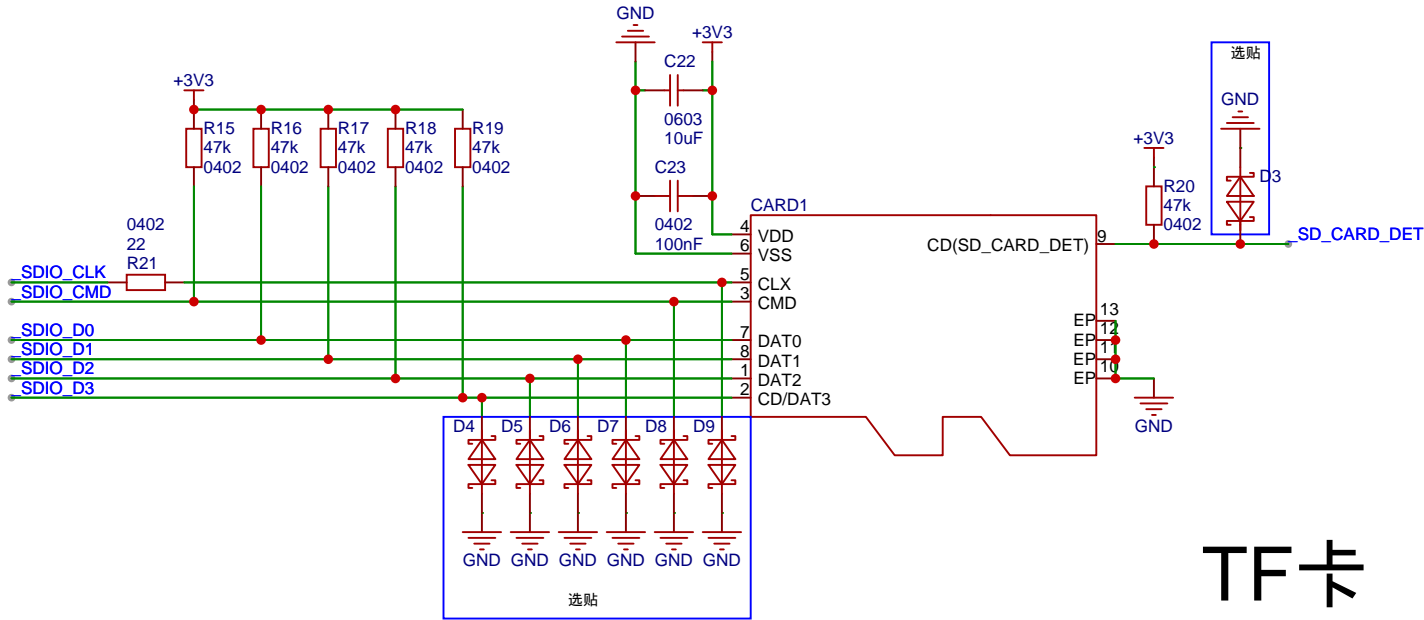 GND
+3V3
C22
0603
10uF
C23
0402
100nF
选贴
GND
D3
+3V3
R15
47k
0402
R16
47k
0402
R17
47k
0402
R18
47k
0402
R19
47k
0402
+3V3
R20
47k
0402
0402
22
R21
_SDIO_CLK
_SDIO_CMD
_SDIO_D0
_SDIO_D1
_SDIO_D2
_SDIO_D3
CARD1
4 VDD
6 VSS
5 CLX
3 CMD
7 DAT0
8 DAT1
1 DAT2
2 CD/DAT3
CD(SD_CARD_DET) 9
_SD_CARD_DET
EP 13
EP 12
EP 11
EP 10
GND
D4 D5 D6 D7 D8 D9
GND GND GND GND GND GND
选贴
TF卡